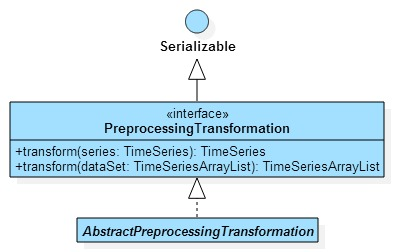 Serializable
«interface»
PreprocessingTransformation
+transform(series: TimeSeries): TimeSeries
+transform(dataSet: TimeSeriesArrayList): TimeSeriesArrayList
AbstractPreprocessingTransformation